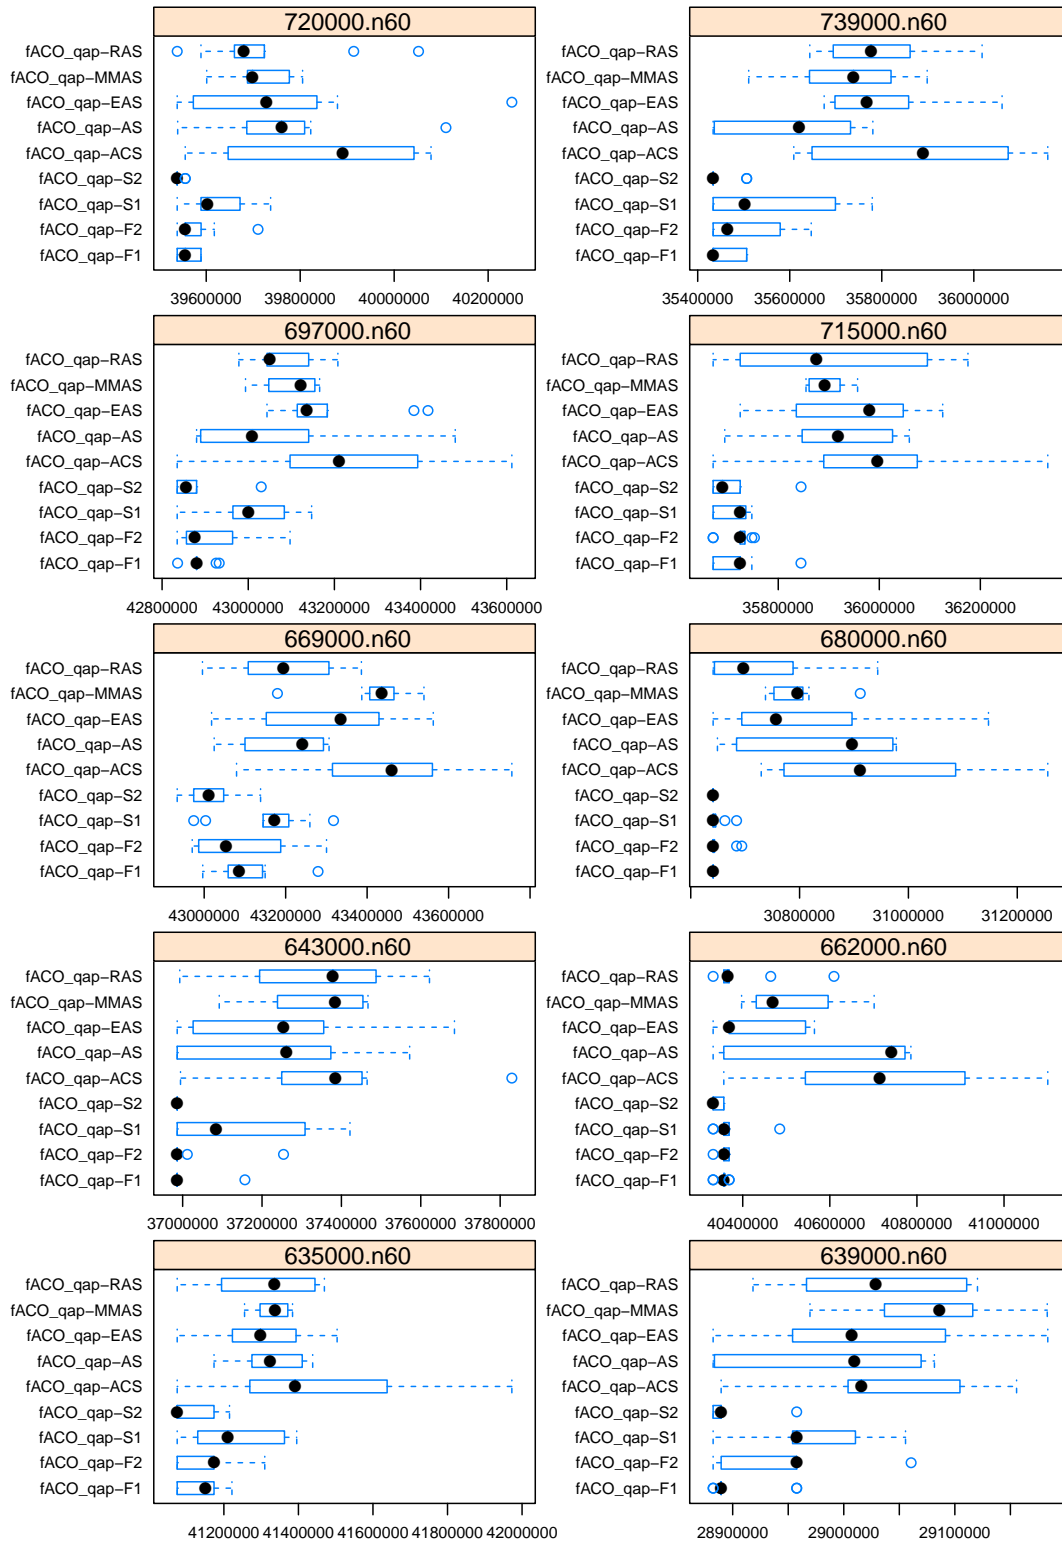 720000.n60
fACO_qap−RAS
fACO_qap−MMAS
fACO_qap−EAS
fACO_qap−AS
fACO_qap−ACS
fACO_qap−S2
fACO_qap−S1
fACO_qap−F2
fACO_qap−F1
39600000 39800000 40000000 40200000
739000.n60
fACO_qap−RAS
fACO_qap−MMAS
fACO_qap−EAS
fACO_qap−AS
fACO_qap−ACS
fACO_qap−S2
fACO_qap−S1
fACO_qap−F2
fACO_qap−F1
35400000 35600000 35800000 36000000
697000.n60
fACO_qap−RAS
fACO_qap−MMAS
fACO_qap−EAS
fACO_qap−AS
fACO_qap−ACS
fACO_qap−S2
fACO_qap−S1
fACO_qap−F2
fACO_qap−F1
42800000 43000000 43200000 43400000 43600000
715000.n60
fACO_qap−RAS
fACO_qap−MMAS
fACO_qap−EAS
fACO_qap−AS
fACO_qap−ACS
fACO_qap−S2
fACO_qap−S1
fACO_qap−F2
fACO_qap−F1
35800000 36000000 36200000
669000.n60
fACO_qap−RAS
fACO_qap−MMAS
fACO_qap−EAS
fACO_qap−AS
fACO_qap−ACS
fACO_qap−S2
fACO_qap−S1
fACO_qap−F2
fACO_qap−F1
43000000 43200000 43400000 43600000
680000.n60
fACO_qap−RAS
fACO_qap−MMAS
fACO_qap−EAS
fACO_qap−AS
fACO_qap−ACS
fACO_qap−S2
fACO_qap−S1
fACO_qap−F2
fACO_qap−F1
30800000 31000000 31200000
643000.n60
fACO_qap−RAS
fACO_qap−MMAS
fACO_qap−EAS
fACO_qap−AS
fACO_qap−ACS
fACO_qap−S2
fACO_qap−S1
fACO_qap−F2
fACO_qap−F1
37000000 37200000 37400000 37600000 37800000
662000.n60
fACO_qap−RAS
fACO_qap−MMAS
fACO_qap−EAS
fACO_qap−AS
fACO_qap−ACS
fACO_qap−S2
fACO_qap−S1
fACO_qap−F2
fACO_qap−F1
40400000 40600000 40800000 41000000
635000.n60
fACO_qap−RAS
fACO_qap−MMAS
fACO_qap−EAS
fACO_qap−AS
fACO_qap−ACS
fACO_qap−S2
fACO_qap−S1
fACO_qap−F2
fACO_qap−F1
41200000 41400000 41600000 41800000 42000000
639000.n60
fACO_qap−RAS
fACO_qap−MMAS
fACO_qap−EAS
fACO_qap−AS
fACO_qap−ACS
fACO_qap−S2
fACO_qap−S1
fACO_qap−F2
fACO_qap−F1
28900000 29000000 29100000